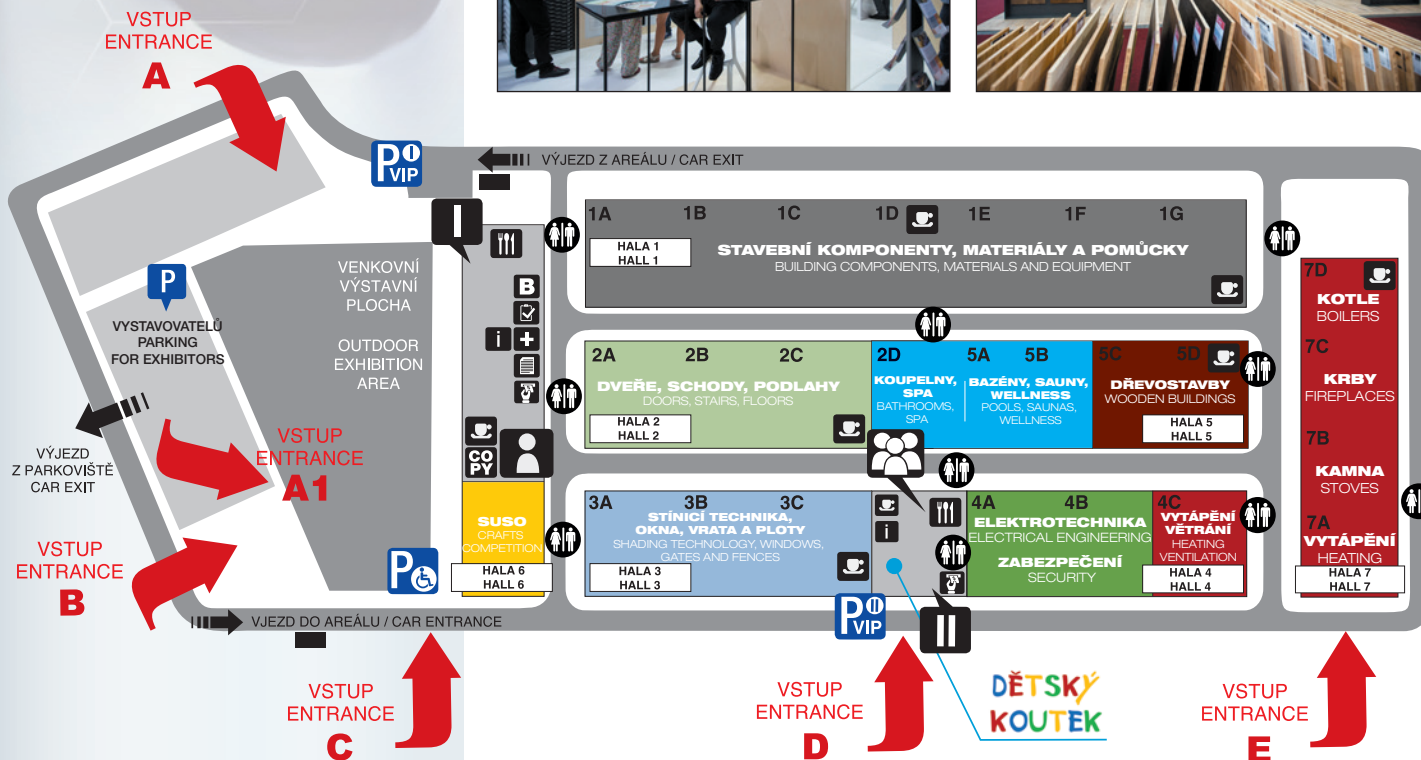 VSTUP
ENTRANCE
A
P VIP
VÝJEZD Z AREÁLU / CAR EXIT
I
VENKOVNÍ
VÝSTAVNÍ
PLOCHA
OUTDOOR
EXHIBITION
AREA
P
VYSTAVOVATELŮ
PARKING
FOR EXHIBITORS
VÝJEZD
Z PARKOVIŠTĚ
CAR EXIT
VSTUP
ENTRANCE
A1
VSTUP
ENTRANCE
B
B
i
COPY
SUSO
CRAFTS
COMPETITION
HALA 6
HALL 6
P
VJEZD DO AREÁLU / CAR ENTRANCE
1A 1B 1C 1D 1E 1F 1G
HALA 1
HALL 1
STAVEBNÍ KOMPONENTY, MATERIÁLY A POMŮCKY
BUILDING COMPONENTS, MATERIALS AND EQUIPMENT
2A 2B 2C
DVEŘE, SCHODY, PODLAHY
DOORS, STAIRS, FLOORS
HALA 2
HALL 2
2D
KOUPELNY,
SPA
BATHROOMS,
SPA
5A 5B
BAZÉNY, SAUNY,
WELLNESS
POOLS, SAUNAS,
WELLNESS
5C 5D
DŘEVOSTAVBY
WOODEN BUILDINGS
HALA 5
HALL 5
3A 3B 3C
STÍNICÍ TECHNIKA,
OKNA, VRATA A PLOTY
SHADING TECHNOLOGY, WINDOWS,
GATES AND FENCES
HALA 3
HALL 3
i
4A 4B
ELEKTROTECHNIKA
ELECTRICAL ENGINEERING
ZABEZPEČENÍ
SECURITY
4C
VYTÁPĚNÍ
VĚTRÁNÍ
HEATING
VENTILATION
HALA 4
HALL 4
7D
KOTLE
BOILERS
7C
KRBY
FIREPLACES
7B
KAMNA
STOVES
7A
VYTÁPĚNÍ
HEATING
HALA 7
HALL 7
P II VIP
II
VSTUP
ENTRANCE
C
VSTUP
ENTRANCE
D
DĚTSKÝ
KOUTEK
VSTUP
ENTRANCE
E